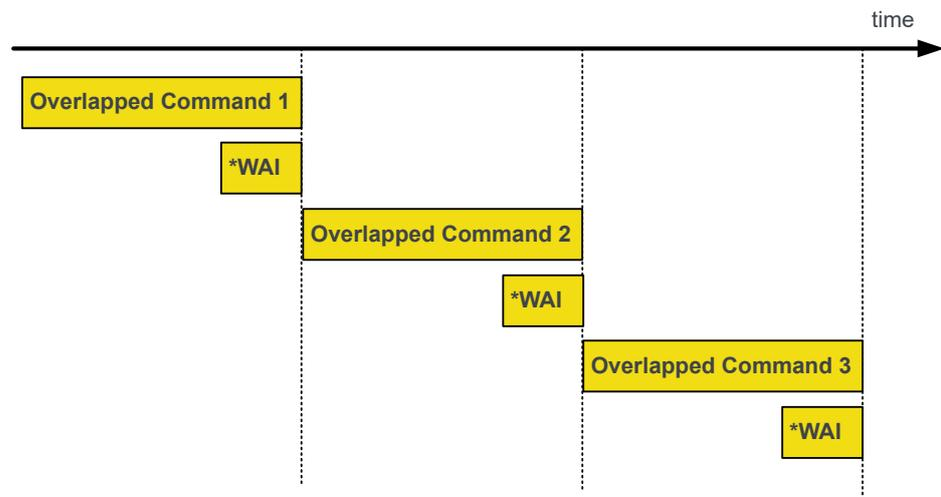 time
Overlapped Command 1
*WAI
Overlapped Command 2
*WAI
Overlapped Command 3
*WAI